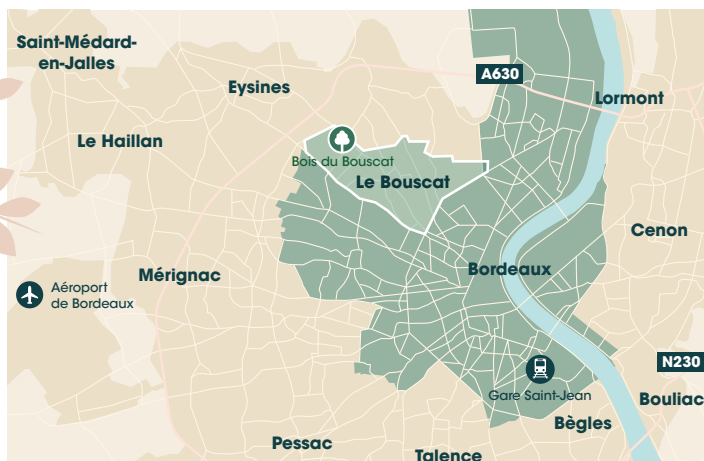 Saint-Médard-
en-Jalles
A630
Eysines
Lormont
Le Haillan
Bois du Bouscat
Le Bouscat
Cenon
Bordeaux
Mérignac
Aéroport
de Bordeaux
N230
Gare Saint-Jean
Bouliac
Bègles
Pessac
Talence